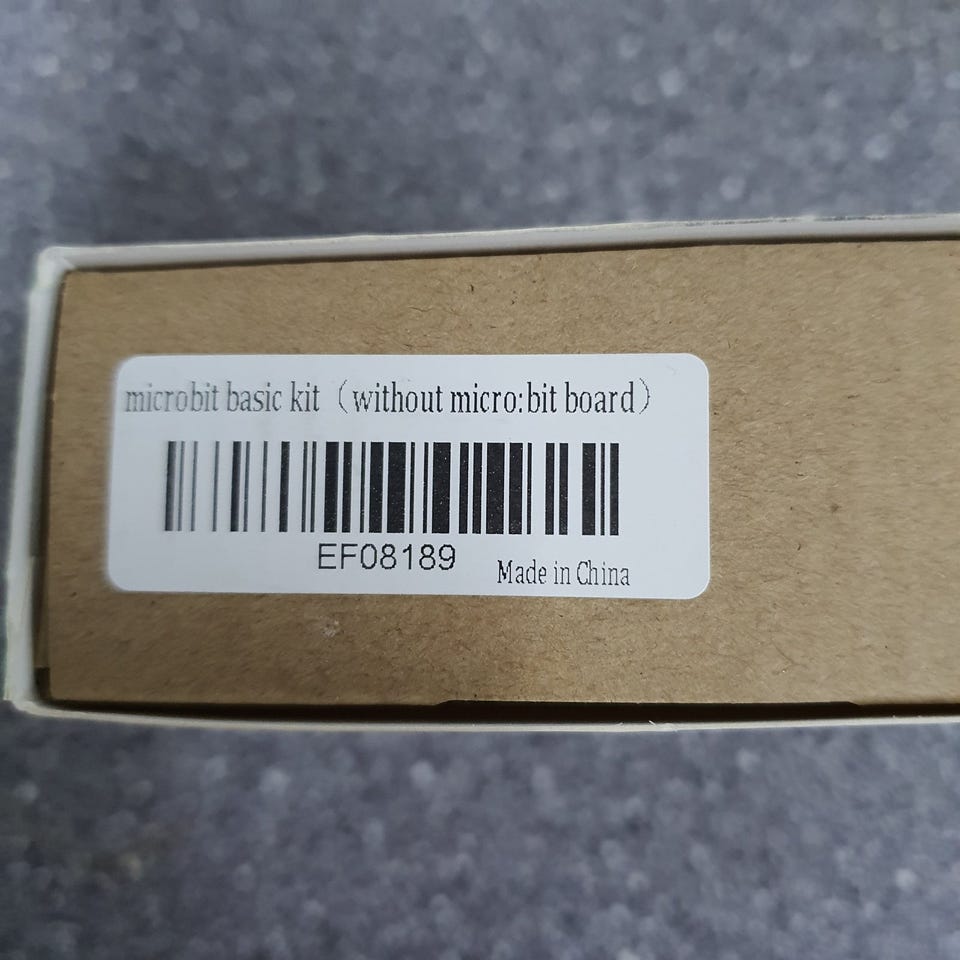 microbit basic kit（without micro:bit board）
EF08189
Made in China